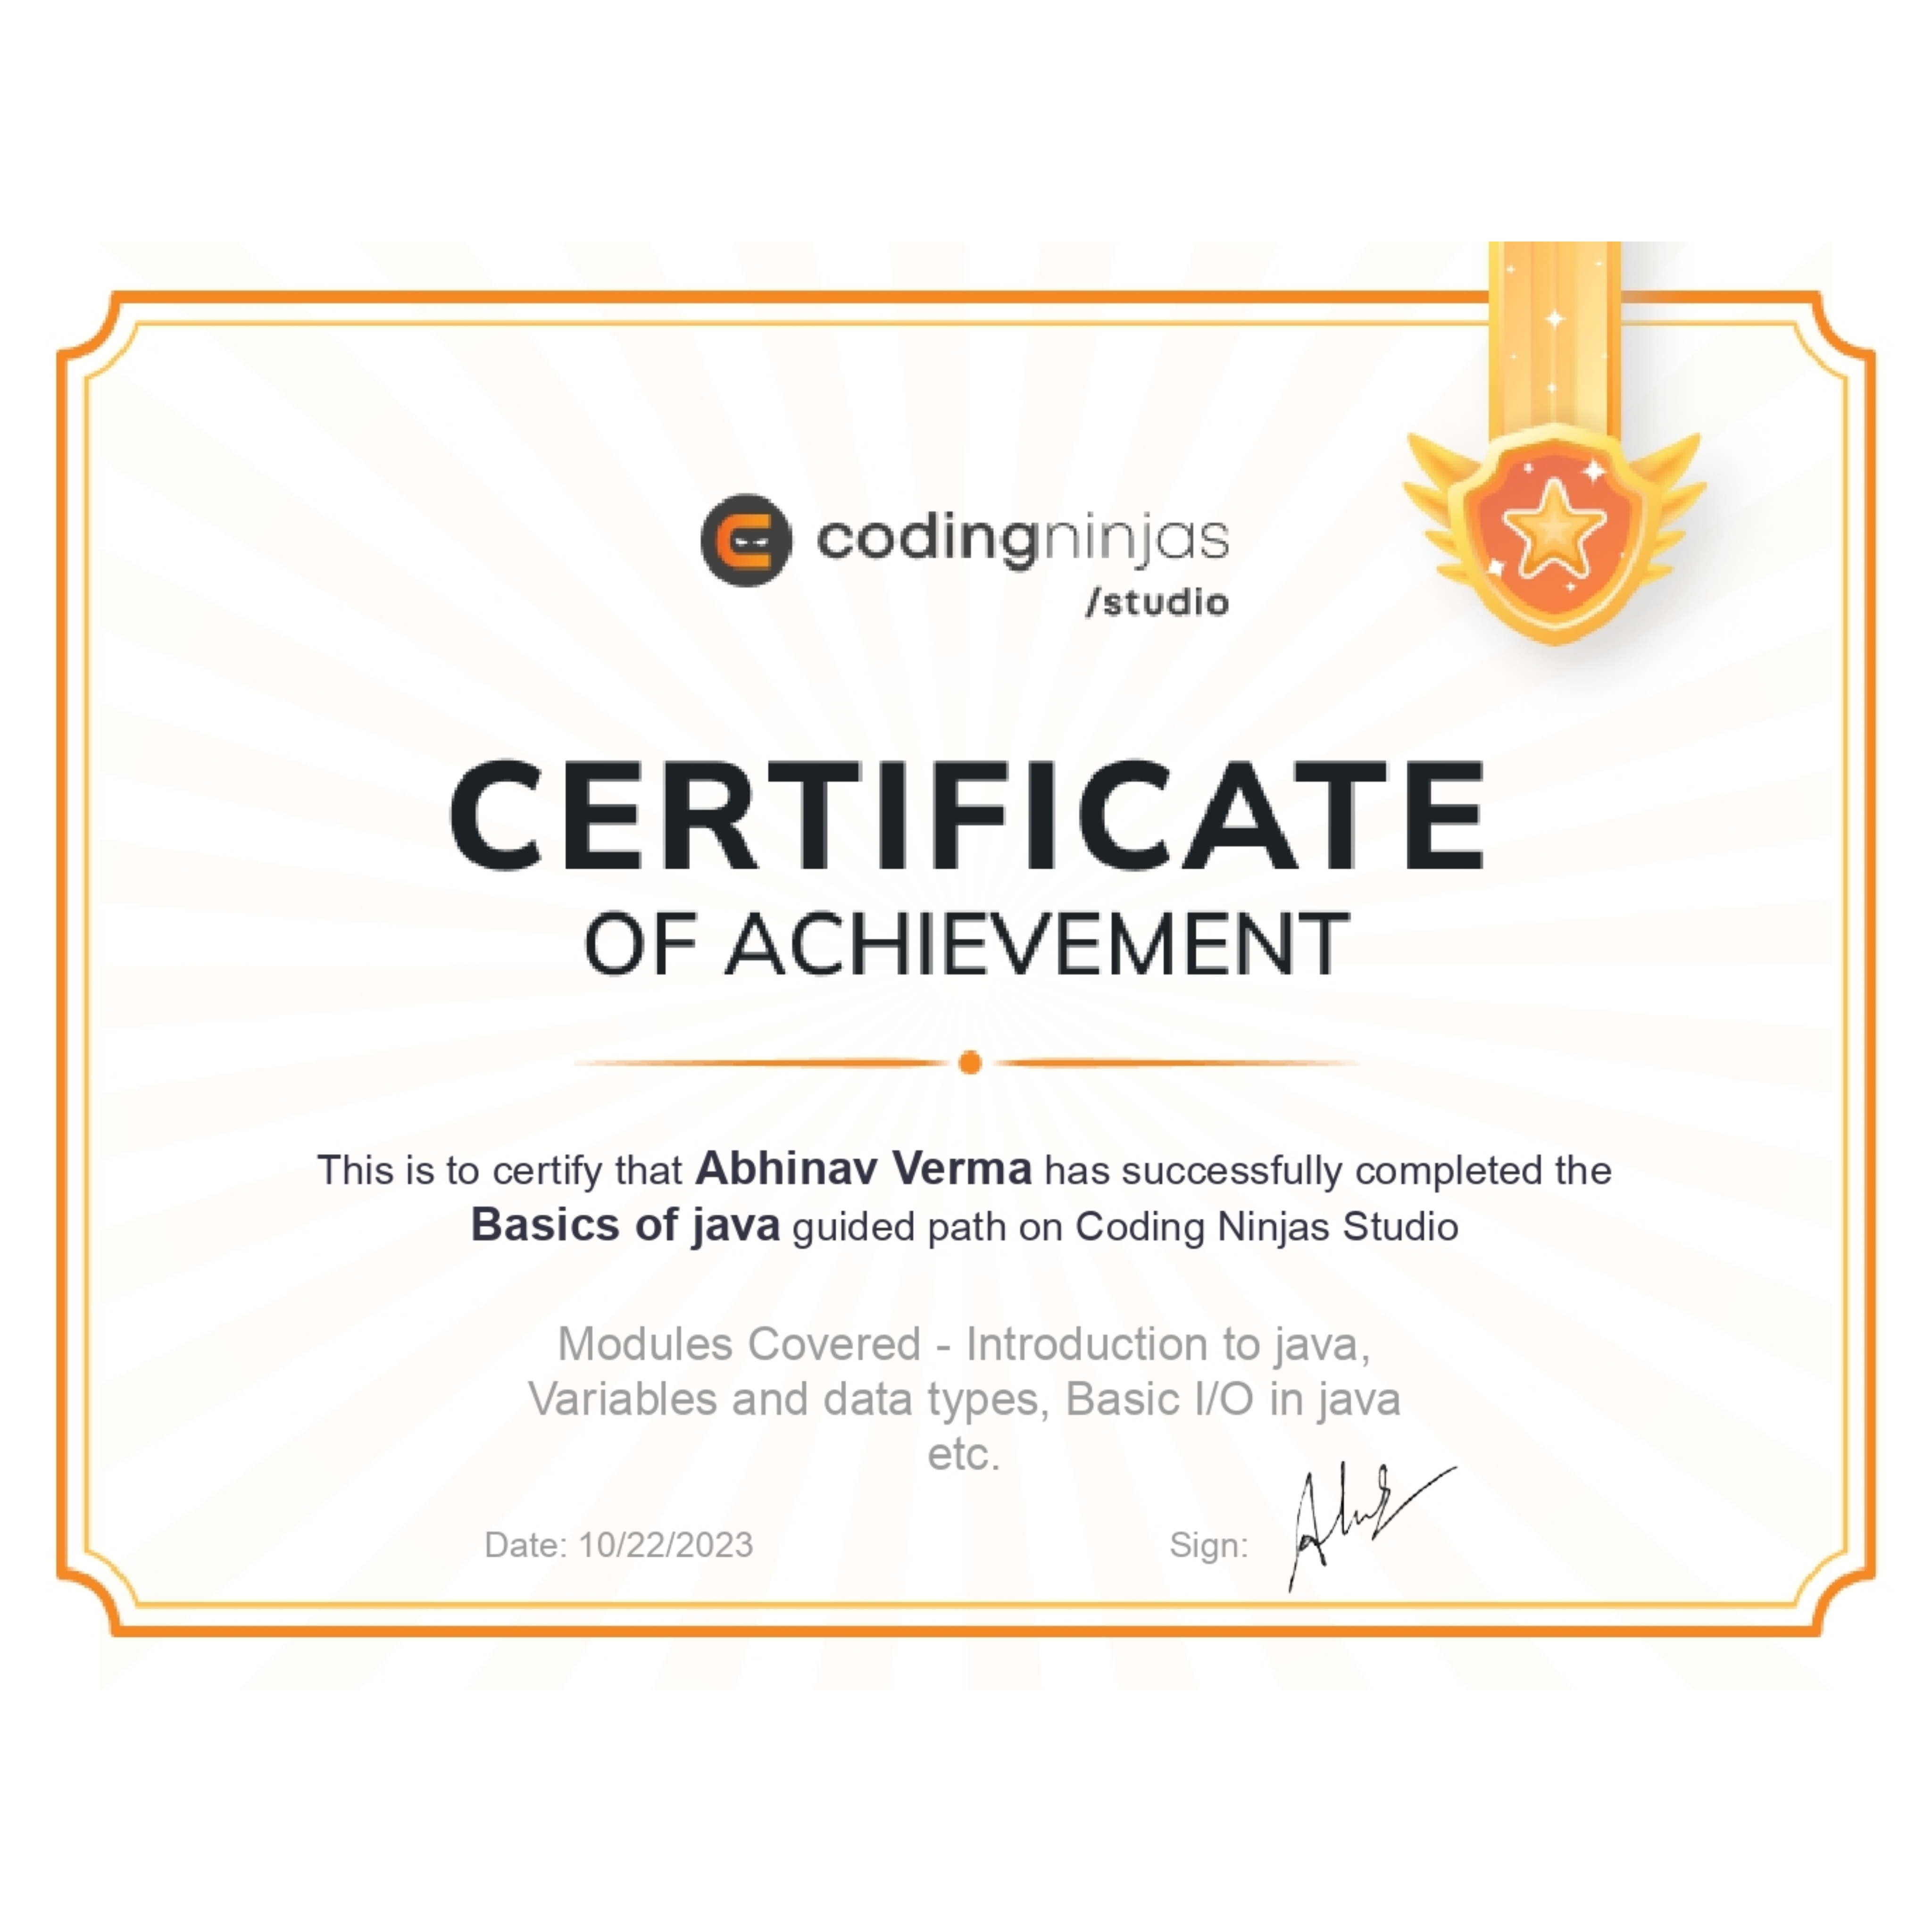 codingninjas
/studio
CERTIFICATE
OF ACHIEVEMENT
This is to certify that Abhinav Verma has successfully completed the
Basics of java guided path on Coding Ninjas Studio
Modules Covered - Introduction to java,
Variables and data types, Basic I/O in java
etc.
Date: 10/22/2023
Sign: